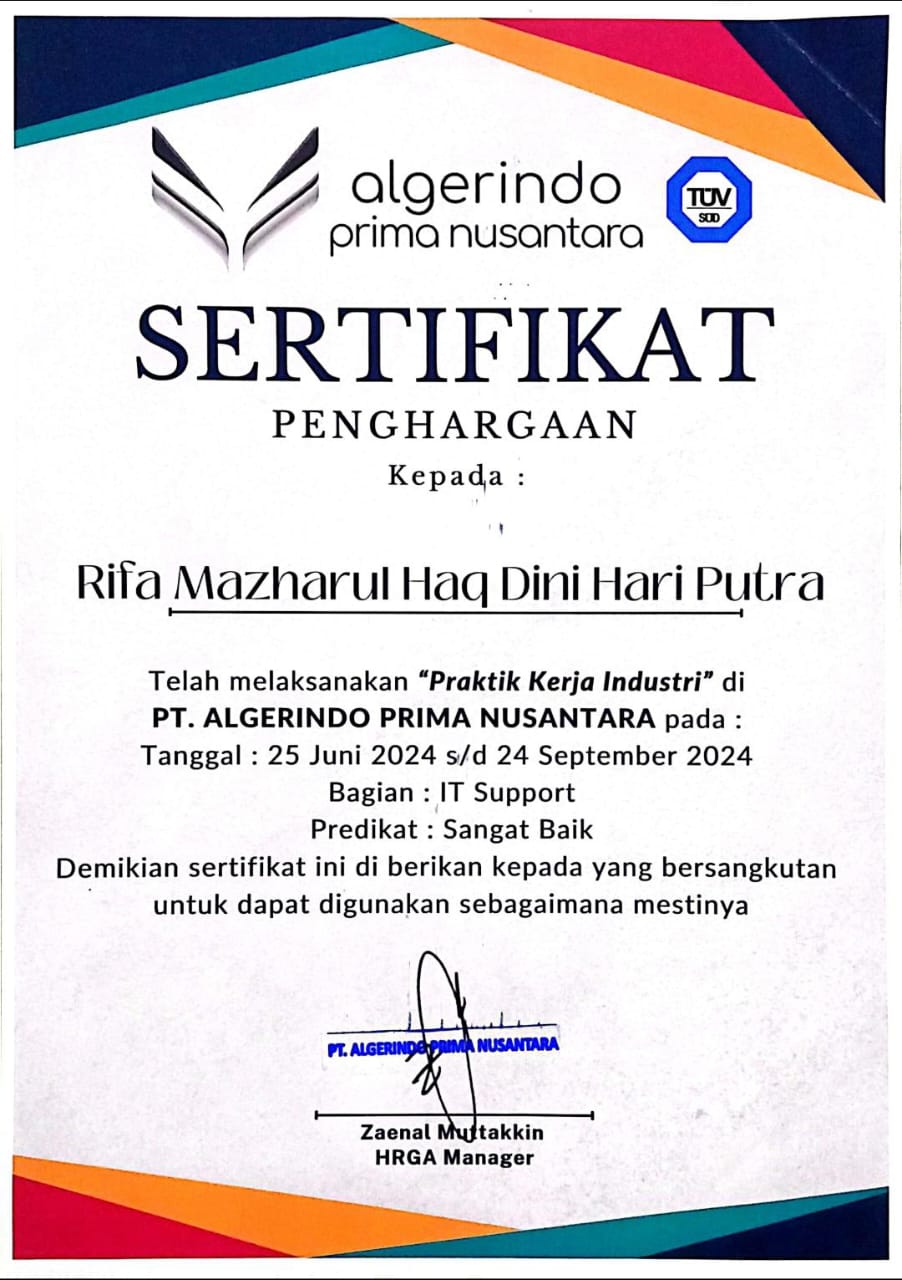 algerindo
prima nusantara
TÜV
SÜD
SERTIFIKAT
PENGHARGAAN
Kepada :
Rifa Mazharul Haq Dini Hari Putra
Telah melaksanakan “Praktik Kerja Industri” di
PT. ALGERINDO PRIMA NUSANTARA pada :
Tanggal : 25 Juni 2024 s/d 24 September 2024
Bagian : IT Support
Predikat : Sangat Baik
Demikian sertifikat ini di berikan kepada yang bersangkutan
untuk dapat digunakan sebagaimana mestinya
PT. ALGERINDO PRIMA NUSANTARA
Zaenal Muttakkin
HRGA Manager